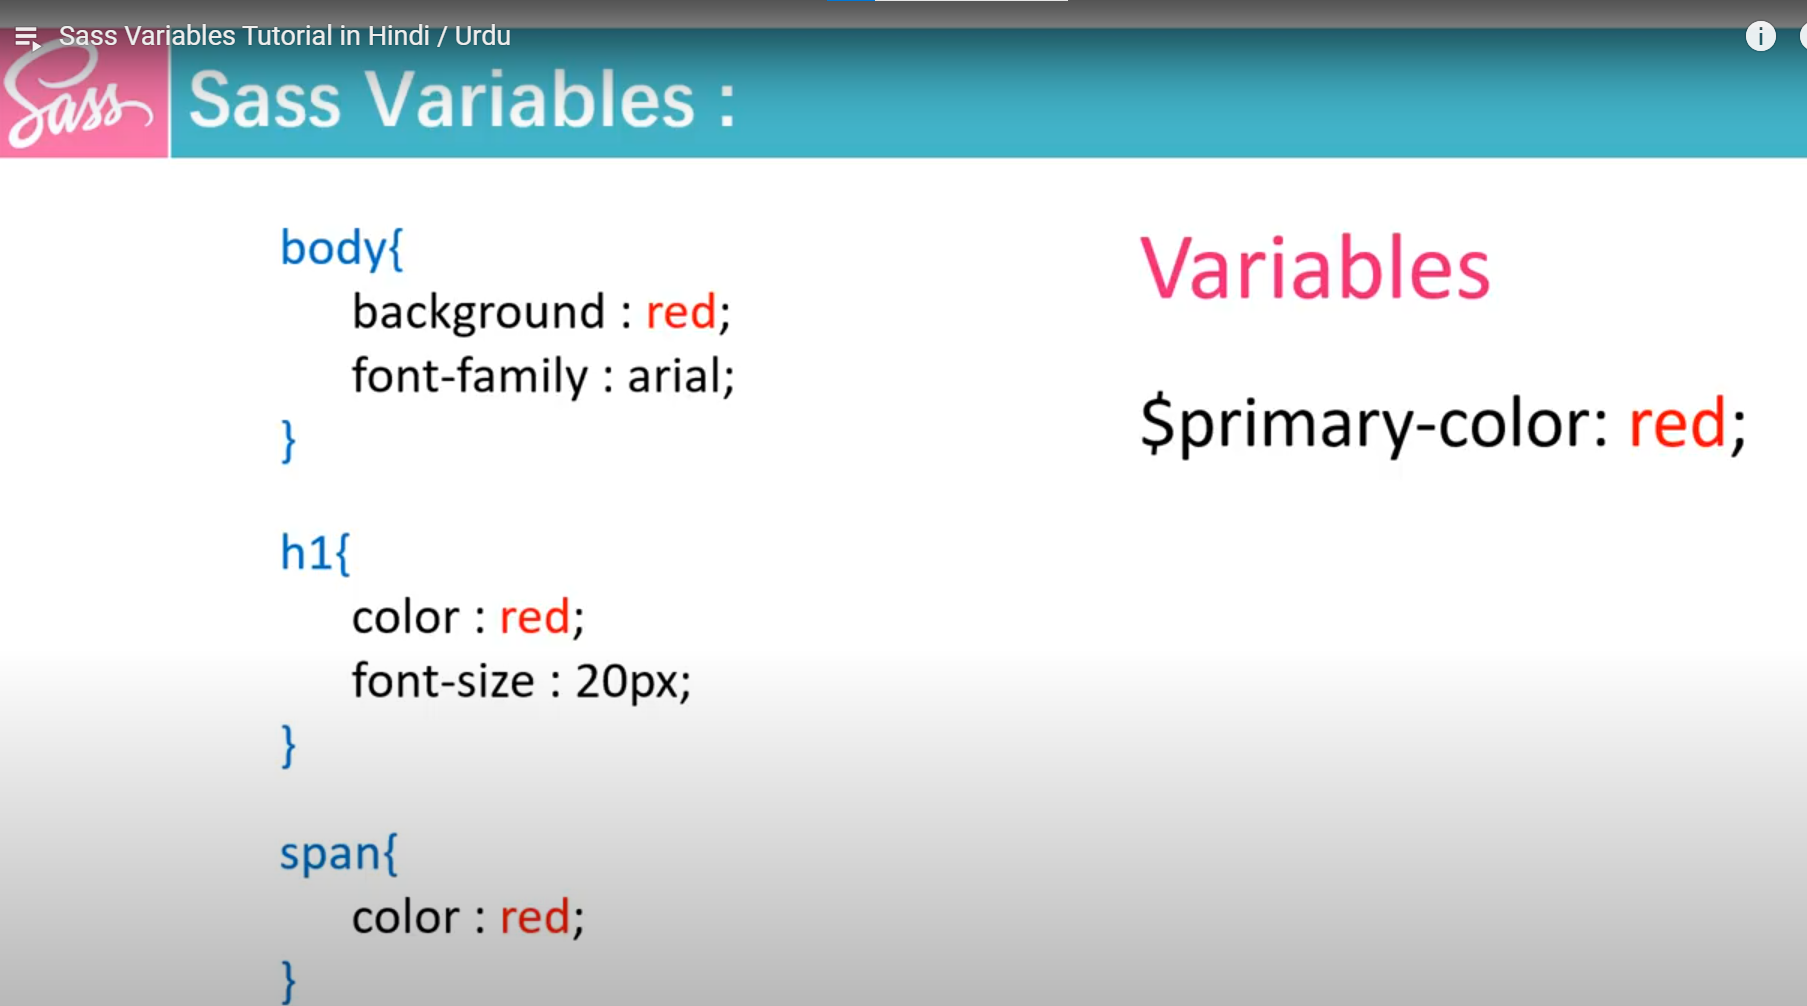 Sass Variables Tutorial in Hindi / Urdu
Sass
Sass Variables :
body{
background : red;
font-family : arial;
}
h1{
color : red;
font-size : 20px;
}
span{
color : red;
}
Variables
$primary-color: red;